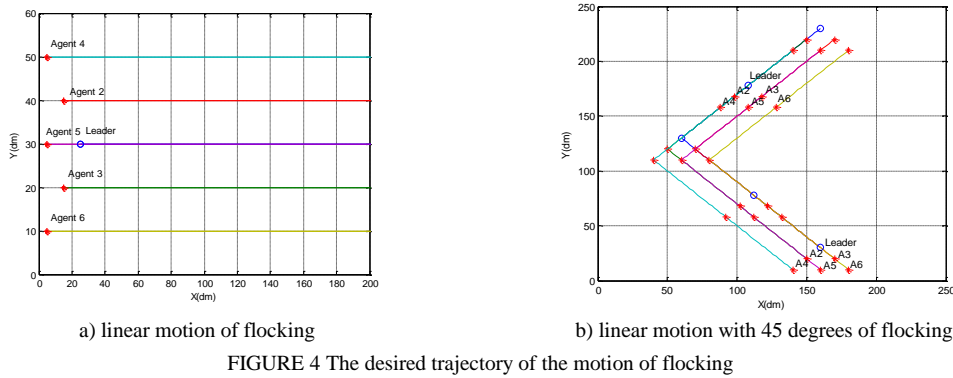 60
50
40
30
20
10
0
Y(dm)
Agent 4
Agent 2
Agent 5
Leader
Agent 3
Agent 6
0 20 40 60 80 100 120 140 160 180 200
X(dm)
a) linear motion of flocking
250
200
150
100
50
0
Y(dm)
Leader
A4
A2
A5
A3
A6
Leader
A4
A2
A5
A3
A6
0 50 100 150 200 250
X(dm)
b) linear motion with 45 degrees of flocking
FIGURE 4 The desired trajectory of the motion of flocking